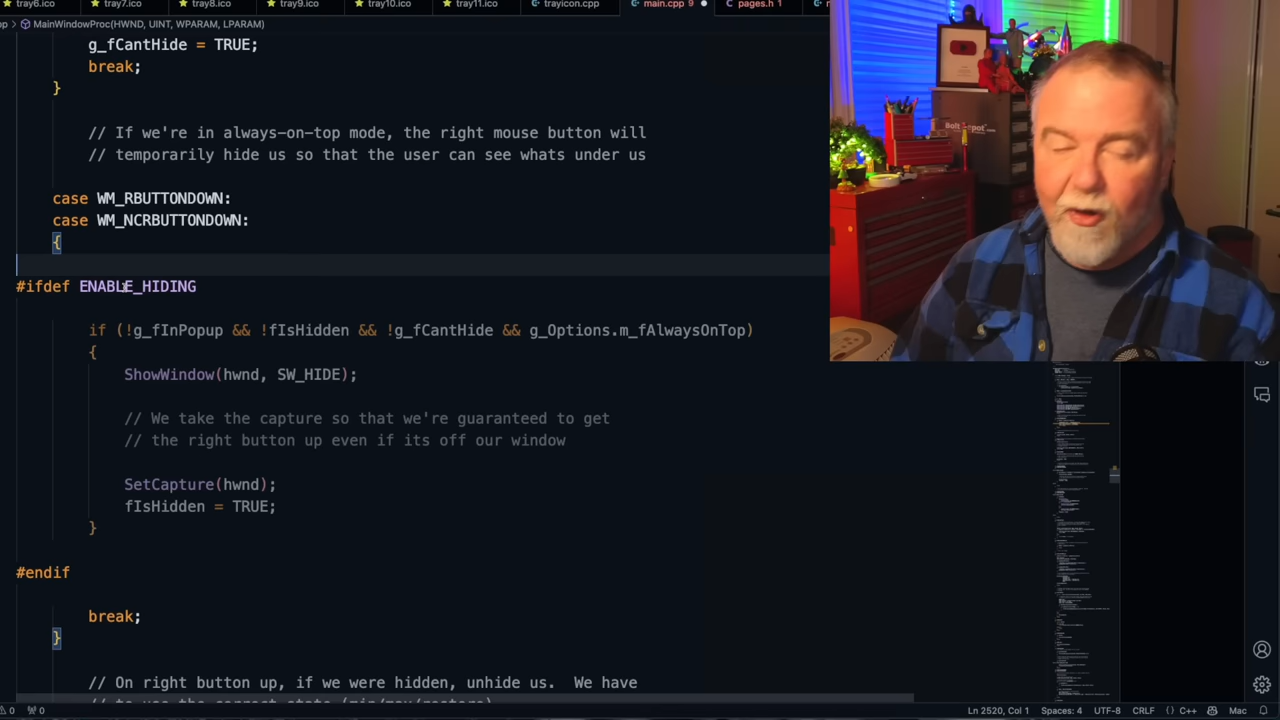 tray6.ico tray7.ico tray8.ico tray9.ico tray10.ico tray11.ico trayicon.cpp main.cpp 9 pages.h 1
MainWindowProc(HWND, UINT, WPARAM, LPARAM)
g_fCantHide = TRUE;
break;
}
// If we're in always-on-top mode, the right mouse button will
// temporarily hide us so that the user can see whats under us
case WM_RBUTTONDOWN:
case WM_NCRBUTTONDOWN:
{
#ifdef ENABLE_HIDING
if (!g_fInPopup && !fIsHidden && !g_fCantHide && g_Options.m_fAlwaysOnTop)
{
ShowWindow(hwnd, SW_HIDE);
// We take the capture so that we're guaranteed to get
// the right button up even if its off our window
SetCapture(hwnd);
fIsHidden = TRUE;
}
#endif
break;
}
// On right button up, if we're hidden, unhide us. We have
Ln 2520, Col 1 Spaces: 4 UTF-8 CRLF {} C++ Mac